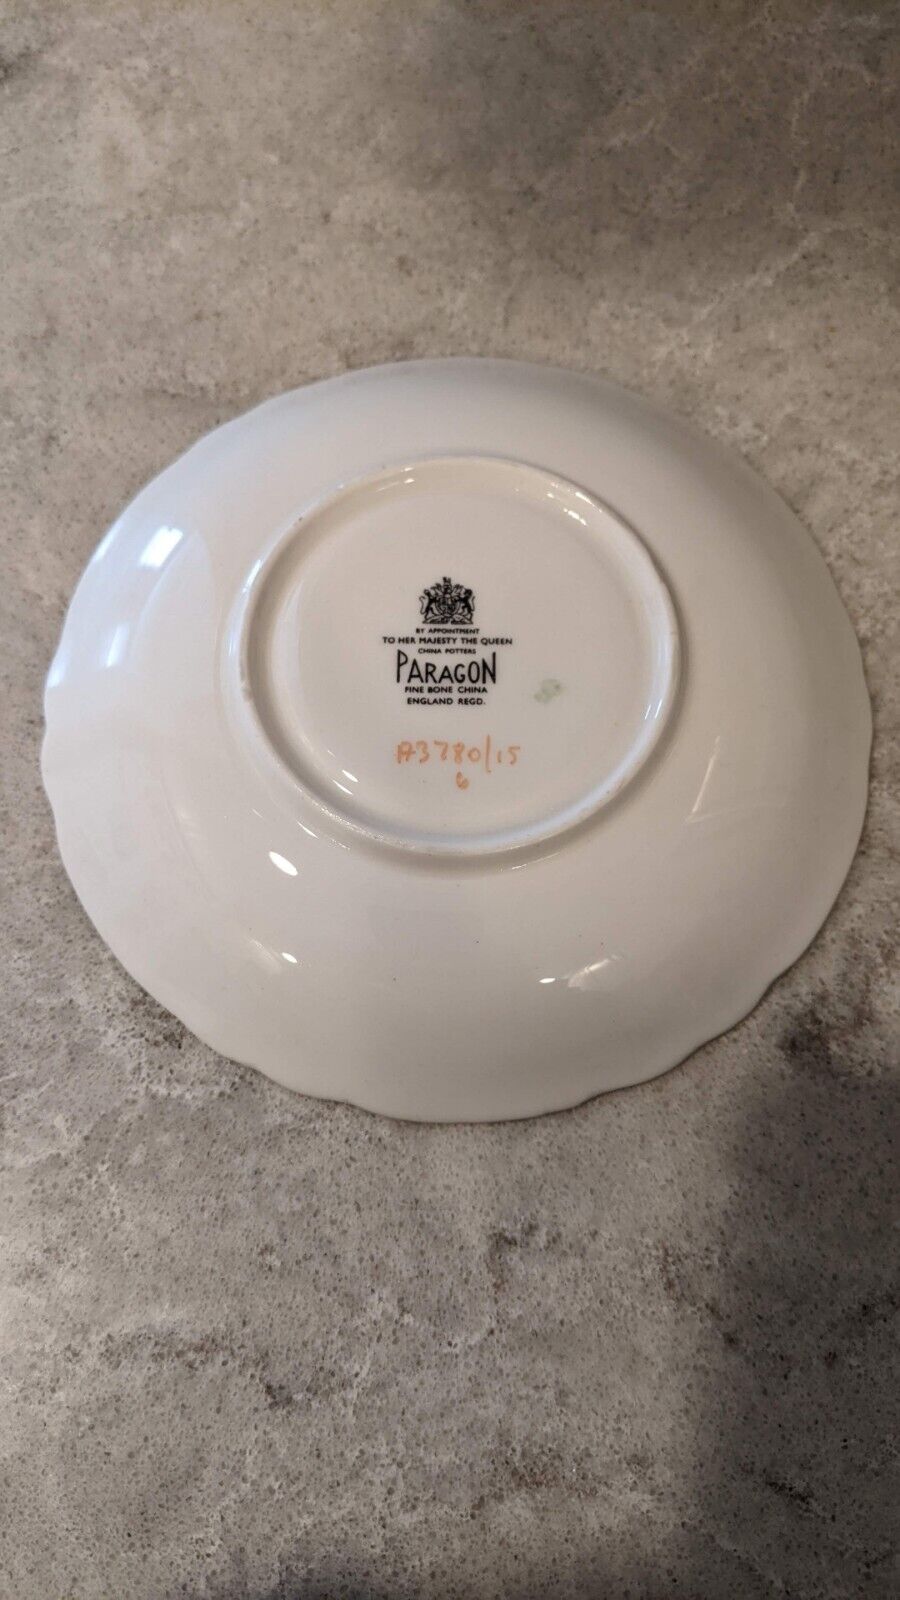 BY APPOINTMENT
TO HER MAJESTY THE QUEEN
CHINA POTTERS
PARAGON
FINE BONE CHINA
ENGLAND REGD.
A3780/15
6